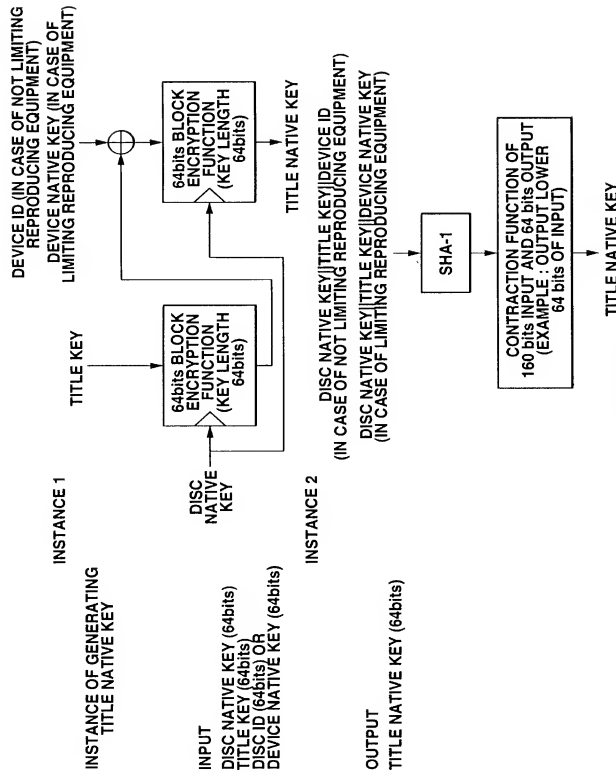 INSTANCE OF GENERATING
TITLE NATIVE KEY
INPUT
DISC NATIVE KEY (64bits)
TITLE KEY (64bits)
DISC ID (64bits) OR
DEVICE NATIVE KEY (64bits)
OUTPUT
TITLE NATIVE KEY (64bits)
INSTANCE 1
DISC
NATIVE
KEY
TITLE KEY
64bits BLOCK
ENCRYPTION
FUNCTION
(KEY LENGTH
64bits)
DEVICE ID (IN CASE OF NOT LIMITING
REPRODUCING EQUIPMENT)
DEVICE NATIVE KEY (IN CASE OF
LIMITING REPRODUCING EQUIPMENT)
64bits BLOCK
ENCRYPTION
FUNCTION
(KEY LENGTH
64bits)
TITLE NATIVE KEY
INSTANCE 2
DISC NATIVE KEY||TITLE KEY||DEVICE ID
(IN CASE OF NOT LIMITING REPRODUCING EQUIPMENT)
DISC NATIVE KEY||TITLE KEY||DEVICE NATIVE KEY
(IN CASE OF LIMITING REPRODUCING EQUIPMENT)
SHA-1
CONTRACTION FUNCTION OF
160 bits INPUT AND 64 bits OUTPUT
(EXAMPLE : OUTPUT LOWER
64 bits OF INPUT)
TITLE NATIVE KEY